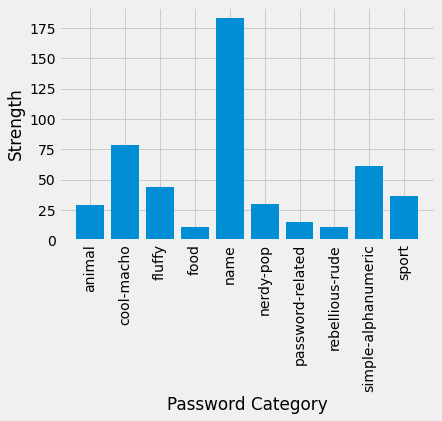 Strength
175
150
125
100
75
50
25
0
animal
cool-macho
fluffy
food
name
nerdy-pop
password-related
rebellious-rude
simple-alphanumeric
sport
Password Category